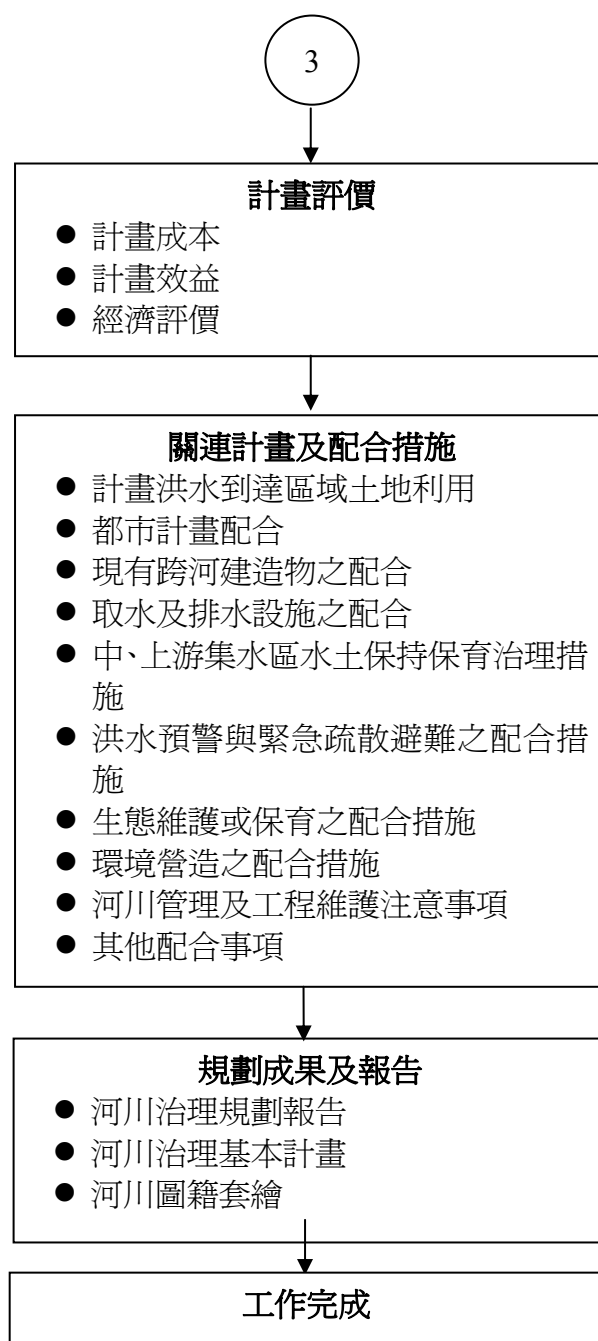 3
計畫評價
● 計畫成本
● 計畫效益
● 經濟評價
關連計畫及配合措施
● 計畫洪水到達區域土地利用
● 都市計畫配合
● 現有跨河建造物之配合
● 取水及排水設施之配合
● 中、上游集水區水土保持保育治理措
施
● 洪水預警與緊急疏散避難之配合措
施
● 生態維護或保育之配合措施
● 環境營造之配合措施
● 河川管理及工程維護注意事項
● 其他配合事項
規劃成果及報告
● 河川治理規劃報告
● 河川治理基本計畫
● 河川圖籍套繪
工作完成